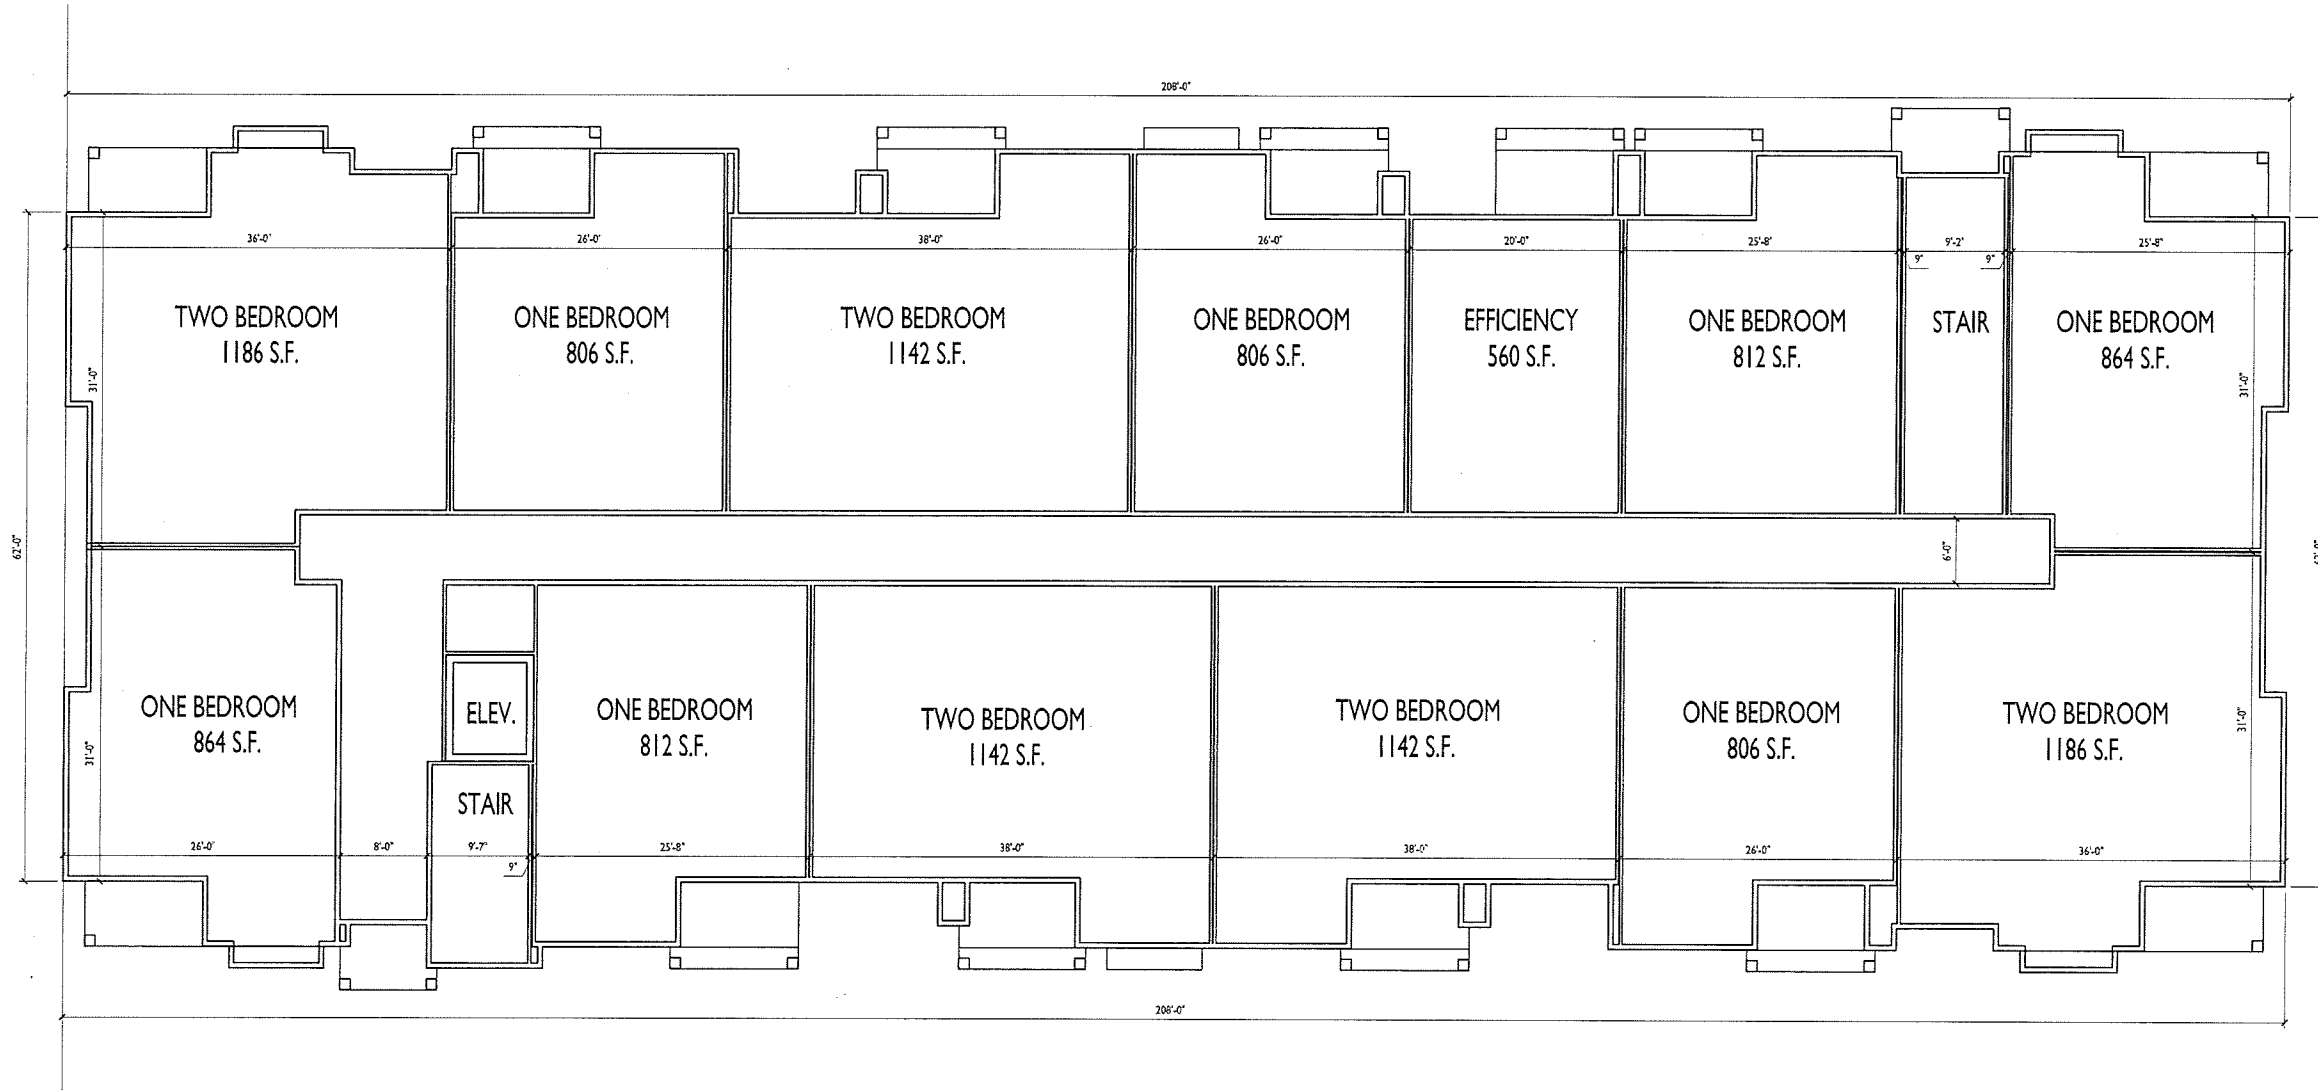 208'-0"
36'-0"
26'-0"
38'-0"
26'-0"
20'-0"
25'-8"
9'-2"
25'-8"
9"
9"
TWO BEDROOM
1186 S.F.
ONE BEDROOM
806 S.F.
TWO BEDROOM
1142 S.F.
ONE BEDROOM
806 S.F.
EFFICIENCY
560 S.F.
ONE BEDROOM
812 S.F.
STAIR
ONE BEDROOM
864 S.F.
31'-0"
31'-0"
62'-0"
6'-0"
ONE BEDROOM
864 S.F.
ELEV.
STAIR
ONE BEDROOM
812 S.F.
TWO BEDROOM
1142 S.F.
TWO BEDROOM
1142 S.F.
ONE BEDROOM
806 S.F.
TWO BEDROOM
1186 S.F.
31'-0"
31'-0"
26'-0"
8'-0"
9'-7"
9"
25'-8"
38'-0"
38'-0"
26'-0"
36'-0"
208'-0"